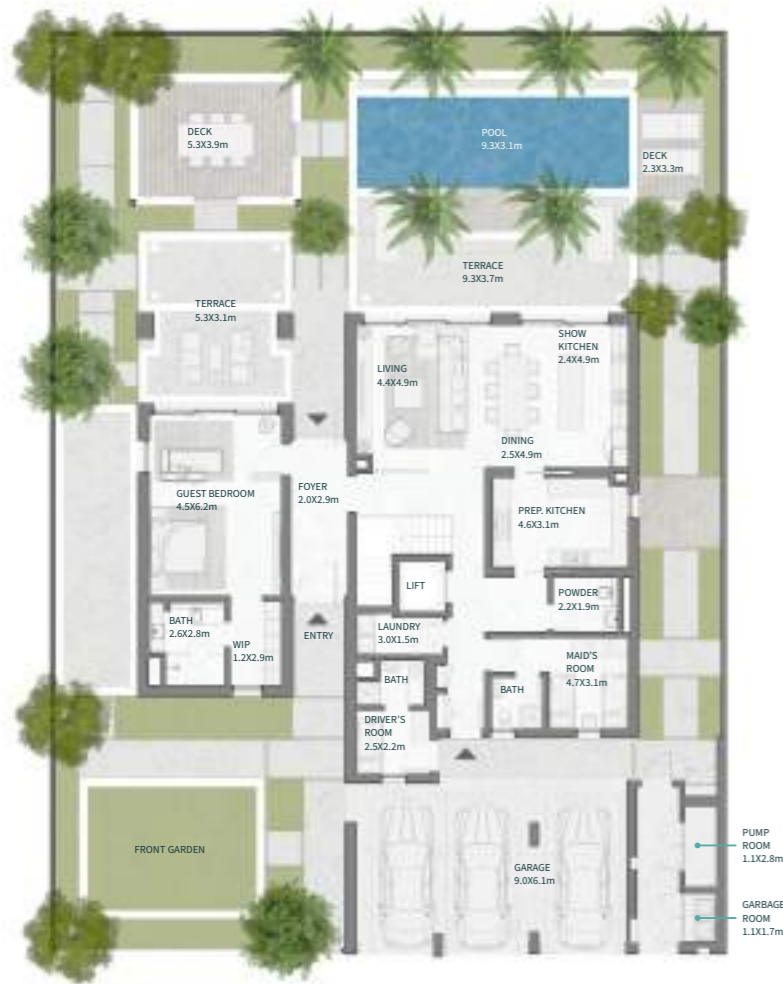 DECK
5.3X3.9m
POOL
9.3X3.1m
DECK
2.3X3.3m
TERRACE
9.3X3.7m
TERRACE
5.3X3.1m
SHOW
KITCHEN
2.4X4.9m
LIVING
4.4X4.9m
DINING
2.5X4.9m
GUEST BEDROOM
4.5X6.2m
FOYER
2.0X2.9m
PREP. KITCHEN
4.6X3.1m
LIFT
POWDER
2.2X1.9m
BATH
2.6X2.8m
ENTRY
LAUNDRY
3.0X1.5m
WIP
1.2X2.9m
MAID'S
ROOM
4.7X3.1m
BATH
BATH
DRIVER'S
ROOM
2.5X2.2m
FRONT GARDEN
GARAGE
9.0X6.1m
PUMP
ROOM
1.1X2.8m
GARBAGE
ROOM
1.1X1.7m